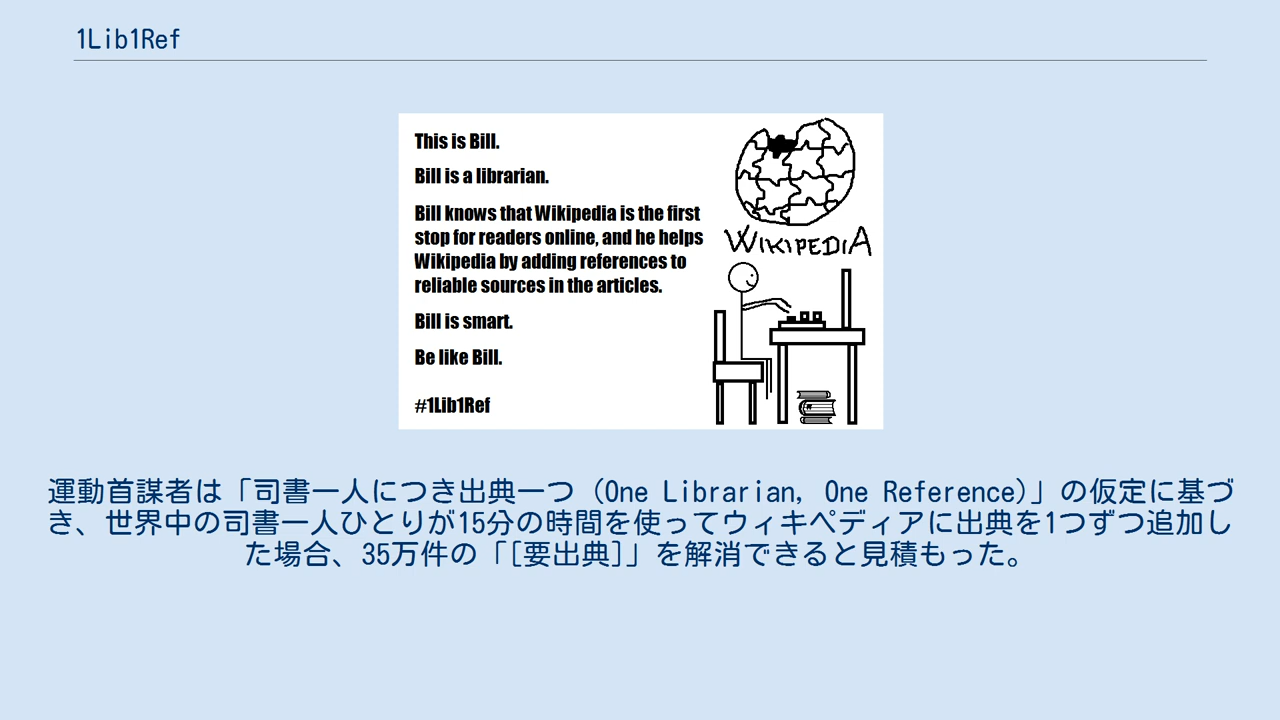 1Lib1Ref
This is Bill.
Bill is a librarian.
Bill knows that Wikipedia is the first
stop for readers online, and he helps
Wikipedia by adding references to
reliable sources in the articles.
Bill is smart.
Be like Bill.
#1Lib1Ref
WIKIPEDIA
運動首謀者は「司書一人につき出典一つ (One Librarian, One Reference)」の仮定に基づ
き、世界中の司書一人ひとりが15分の時間を使ってウィキペディアに出典を1つずつ追加し
た場合、35万件の「[要出典]」を解消できると見積もった。